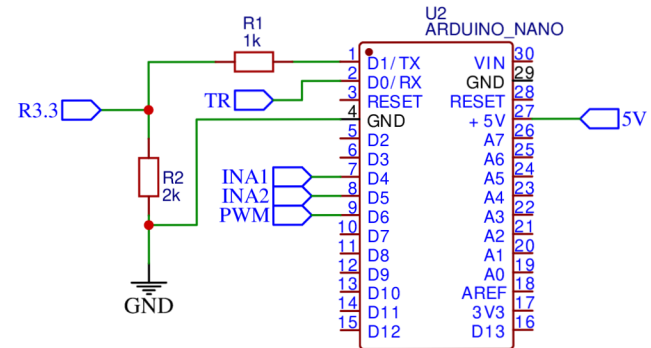 U2
ARDUINO_NANO
R1
1k
R3.3
TR
R2
2k
GND
INA1
INA2
PWM
5V
1 D1/TX VIN 30
2 D0/RX GND 29
3 RESET RESET 28
4 GND +5V 27
5 D2 A7 26
6 D3 A6 25
7 D4 A5 24
8 D5 A4 23
9 D6 A3 22
10 D7 A2 21
11 D8 A1 20
12 D9 A0 19
13 D10 AREF 18
14 D11 3V3 17
15 D12 D13 16